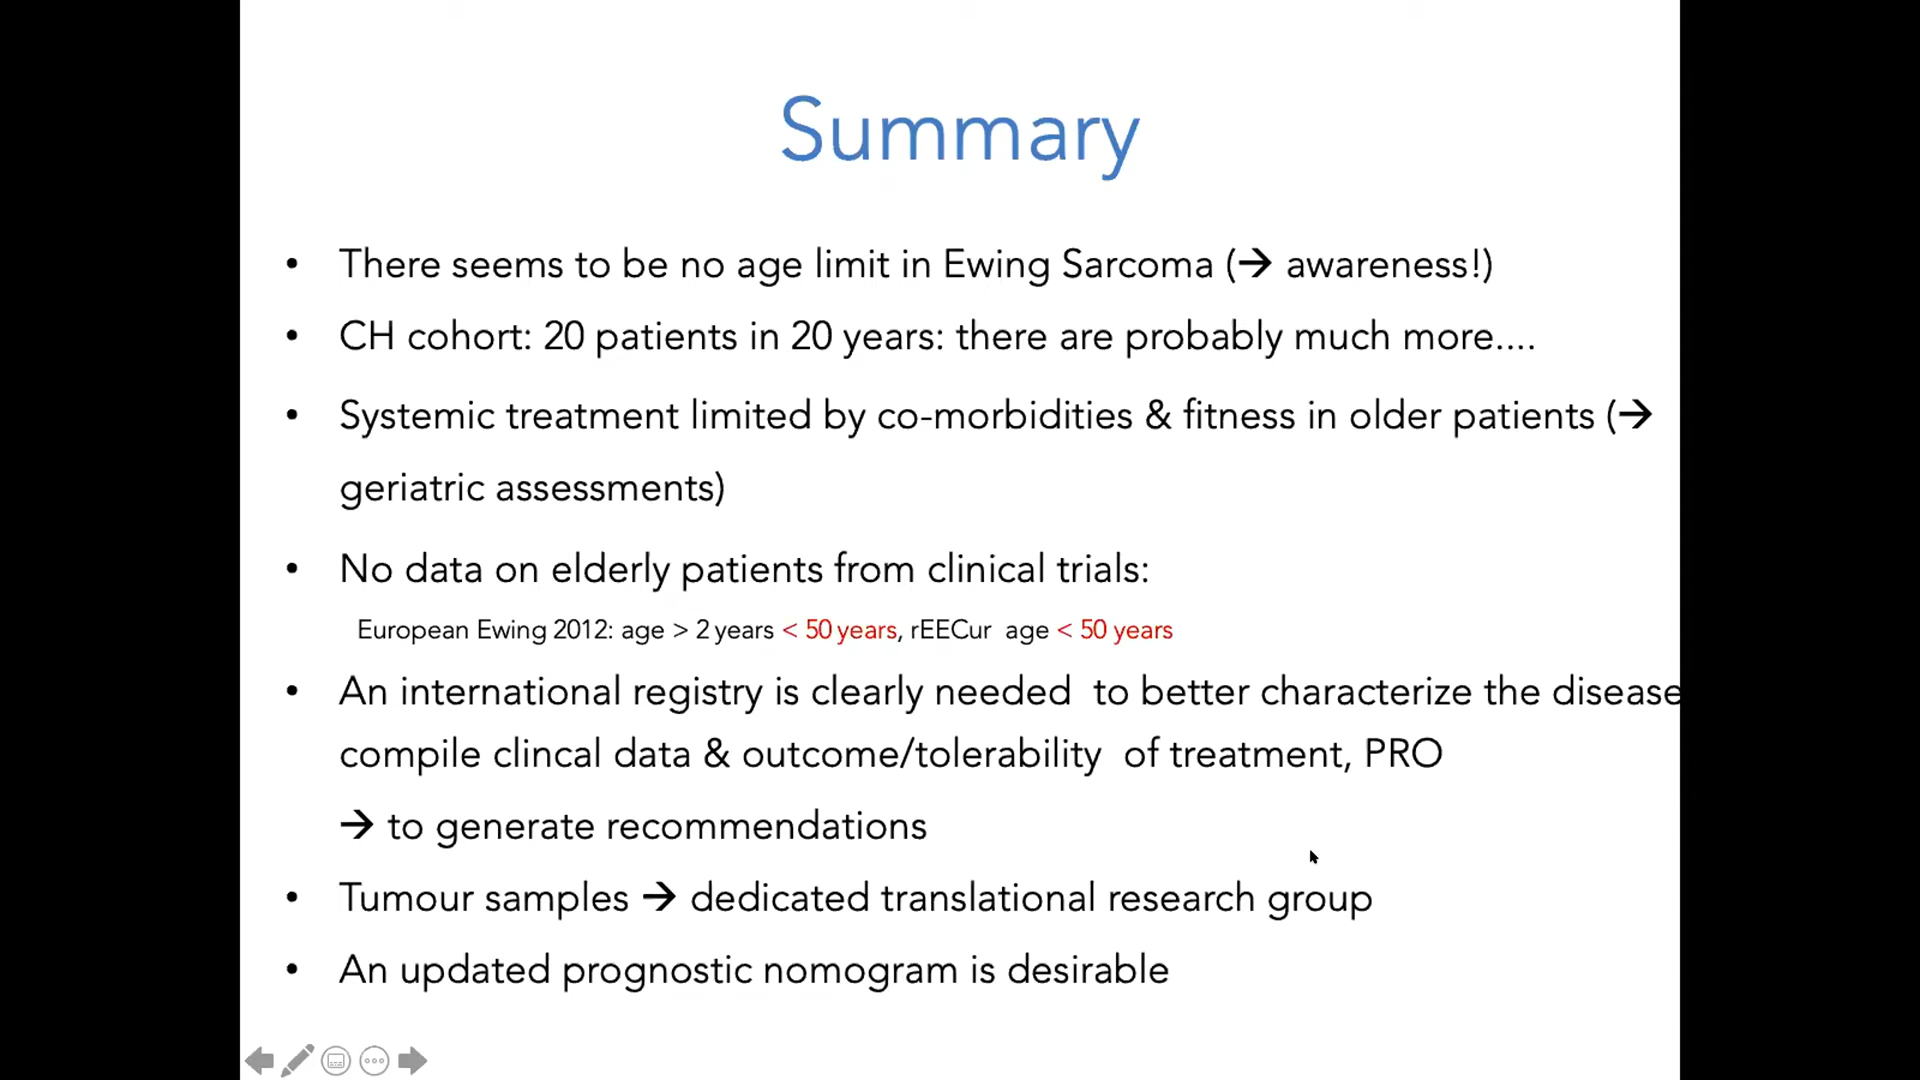 Summary
• There seems to be no age limit in Ewing Sarcoma (→ awareness!)
• CH cohort: 20 patients in 20 years: there are probably much more....
• Systemic treatment limited by co-morbidities & fitness in older patients (→
geriatric assessments)
• No data on elderly patients from clinical trials:
European Ewing 2012: age > 2 years < 50 years, rEECur age < 50 years
• An international registry is clearly needed to better characterize the disease
compile clincal data & outcome/tolerability of treatment, PRO
→ to generate recommendations
• Tumour samples → dedicated translational research group
• An updated prognostic nomogram is desirable